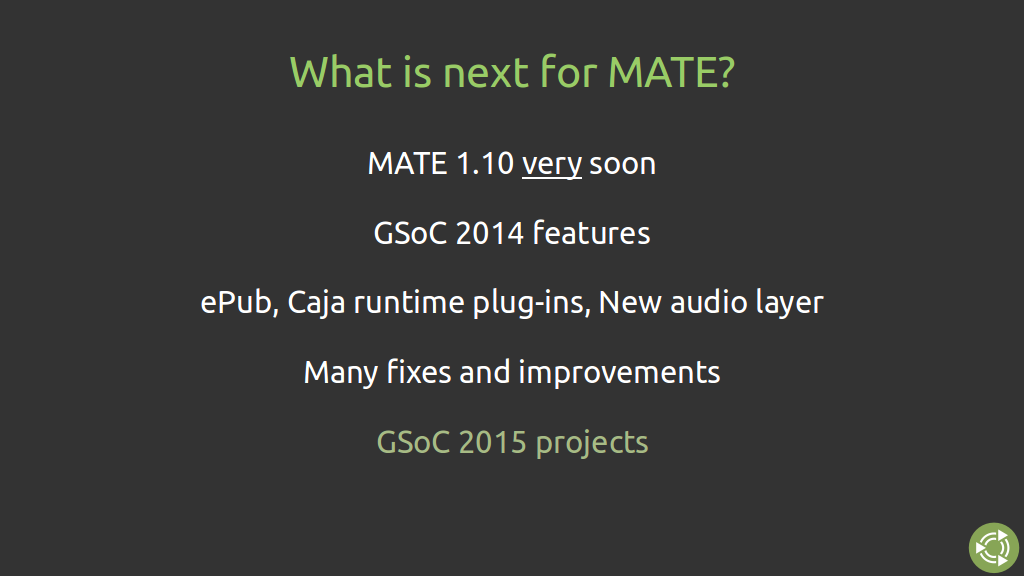 What is next for MATE?
MATE 1.10 very soon
GSoC 2014 features
ePub, Caja runtime plug-ins, New audio layer
Many fixes and improvements
GSoC 2015 projects